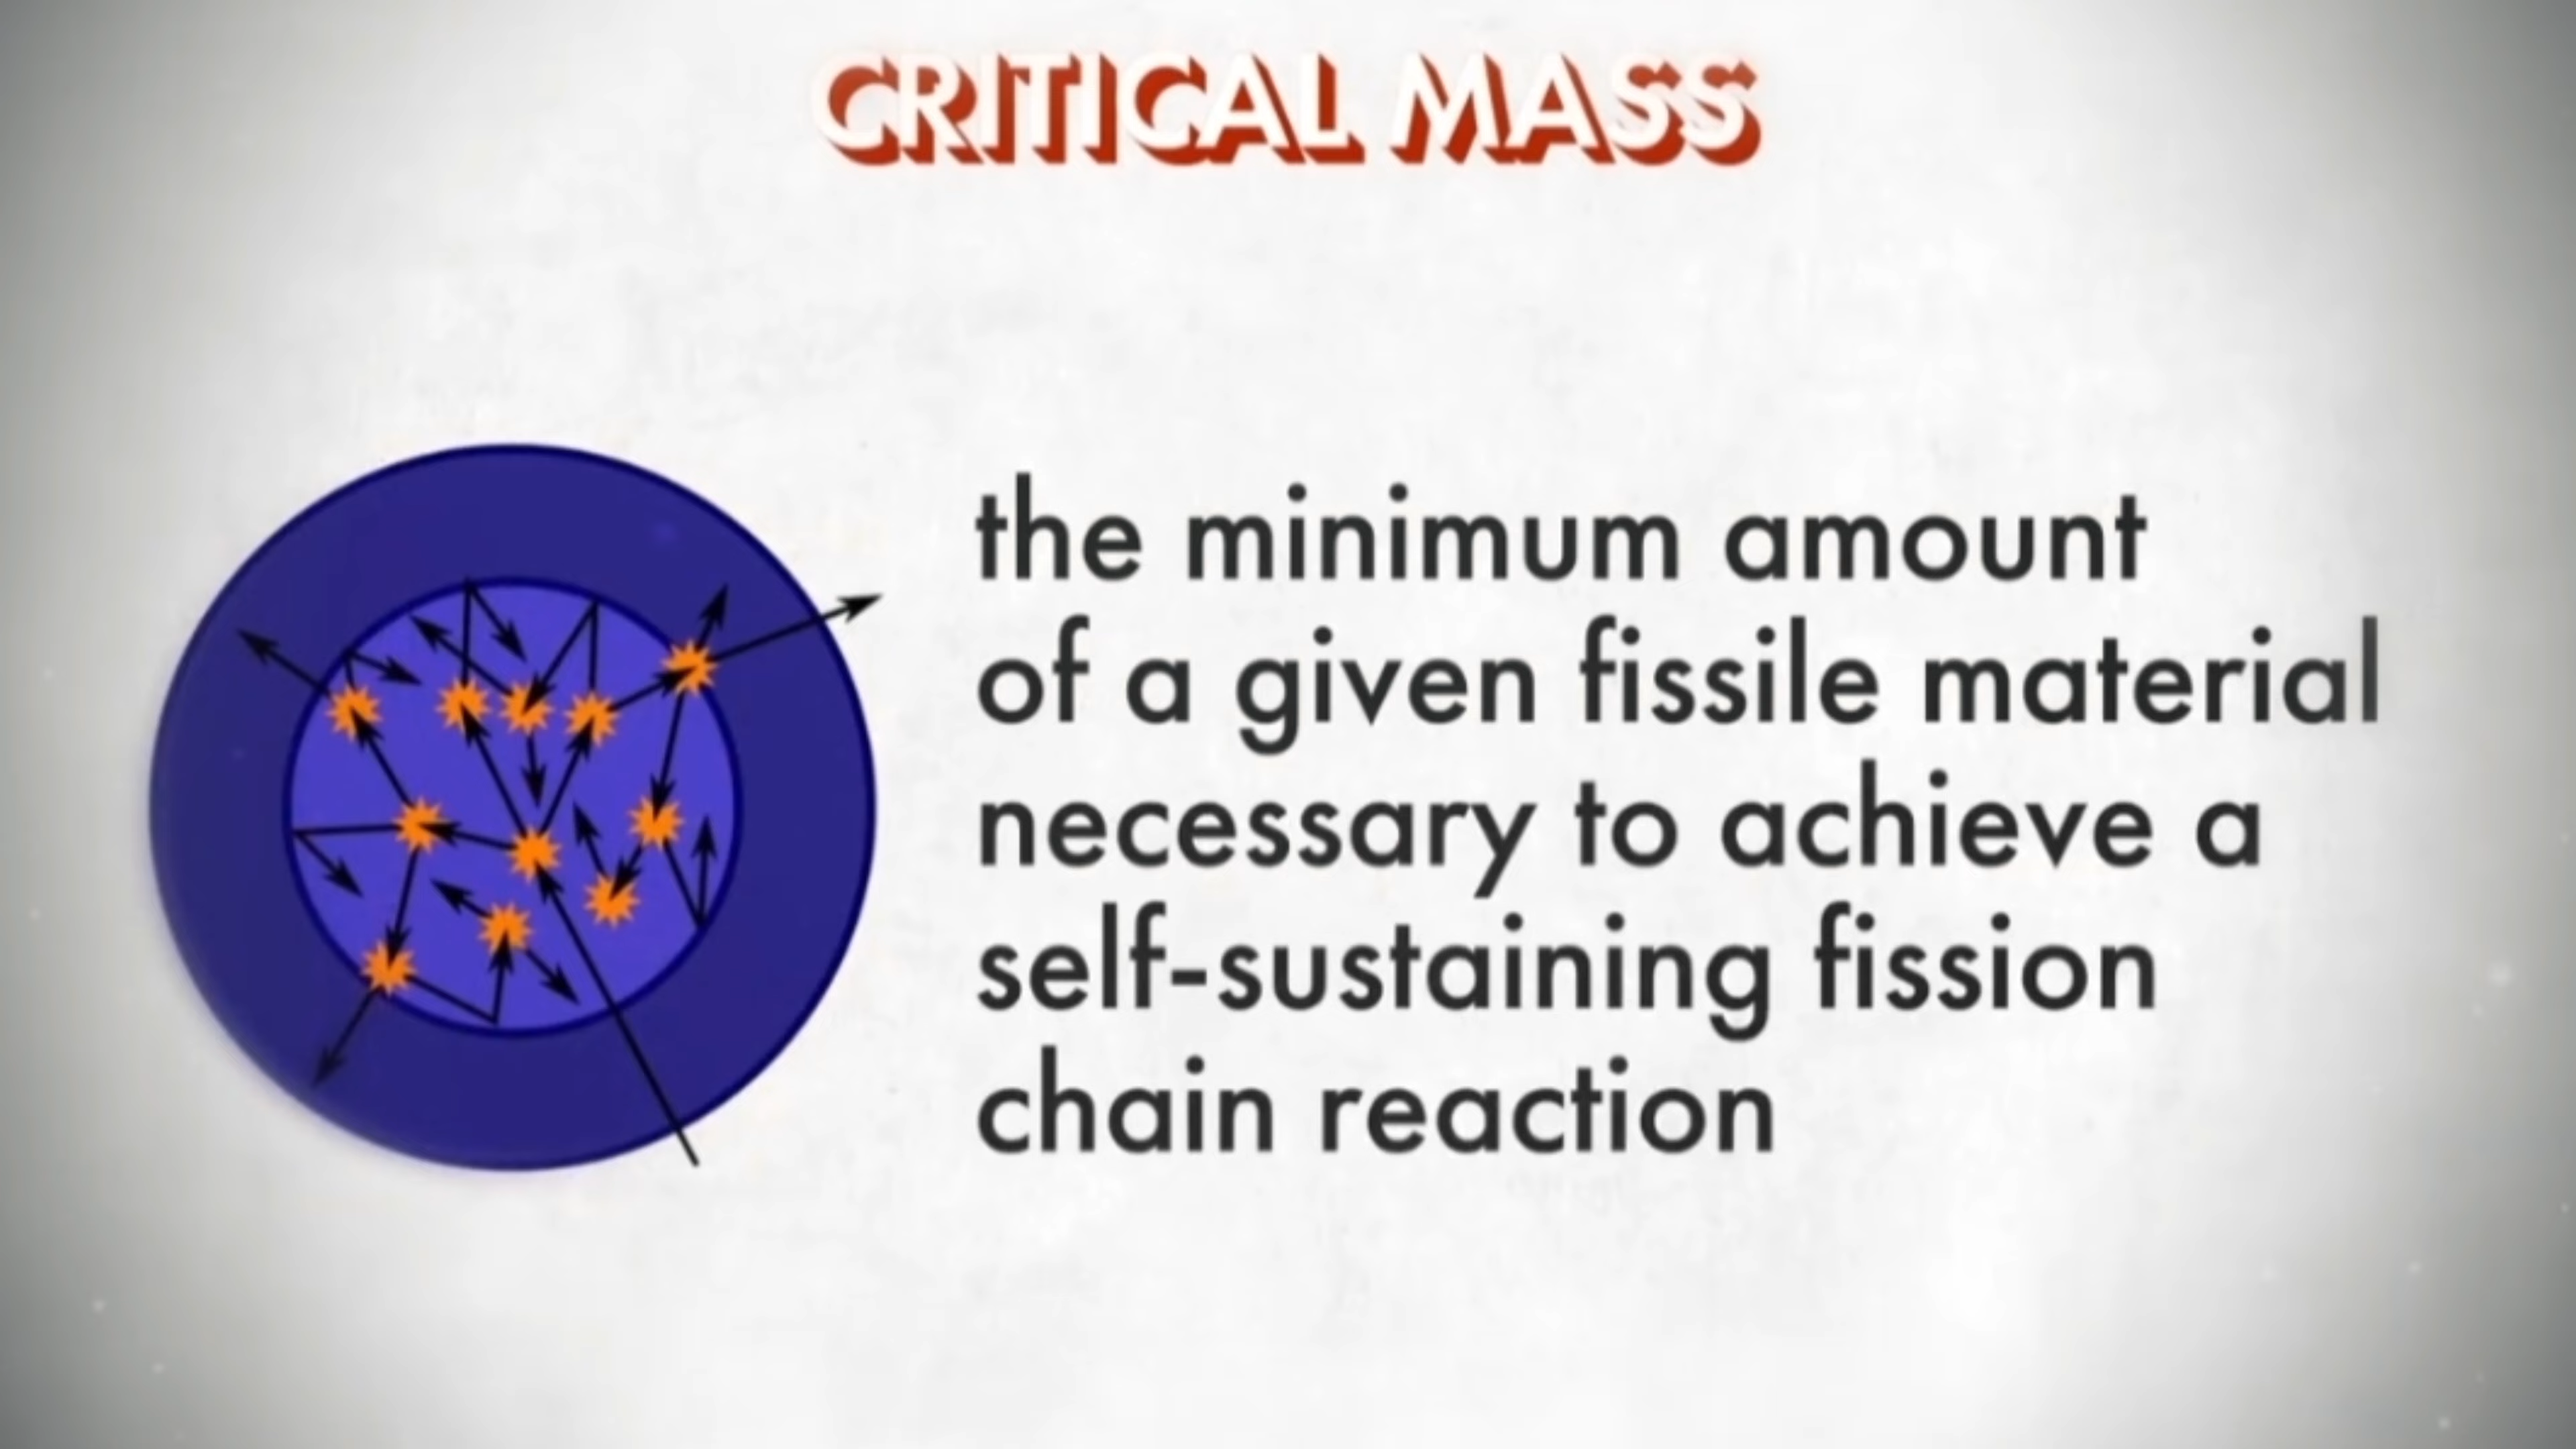 CRITICAL MASS
the minimum amount
of a given fissile material
necessary to achieve a
self-sustaining fission
chain reaction